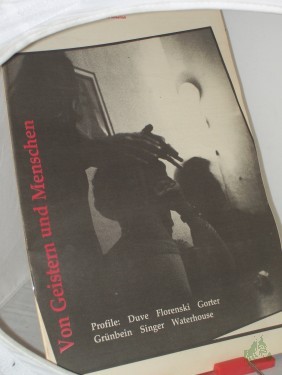 Von Geistern und Menschen
Profile: Duve Florenski Gorter
Grünbein Singer Waterhouse